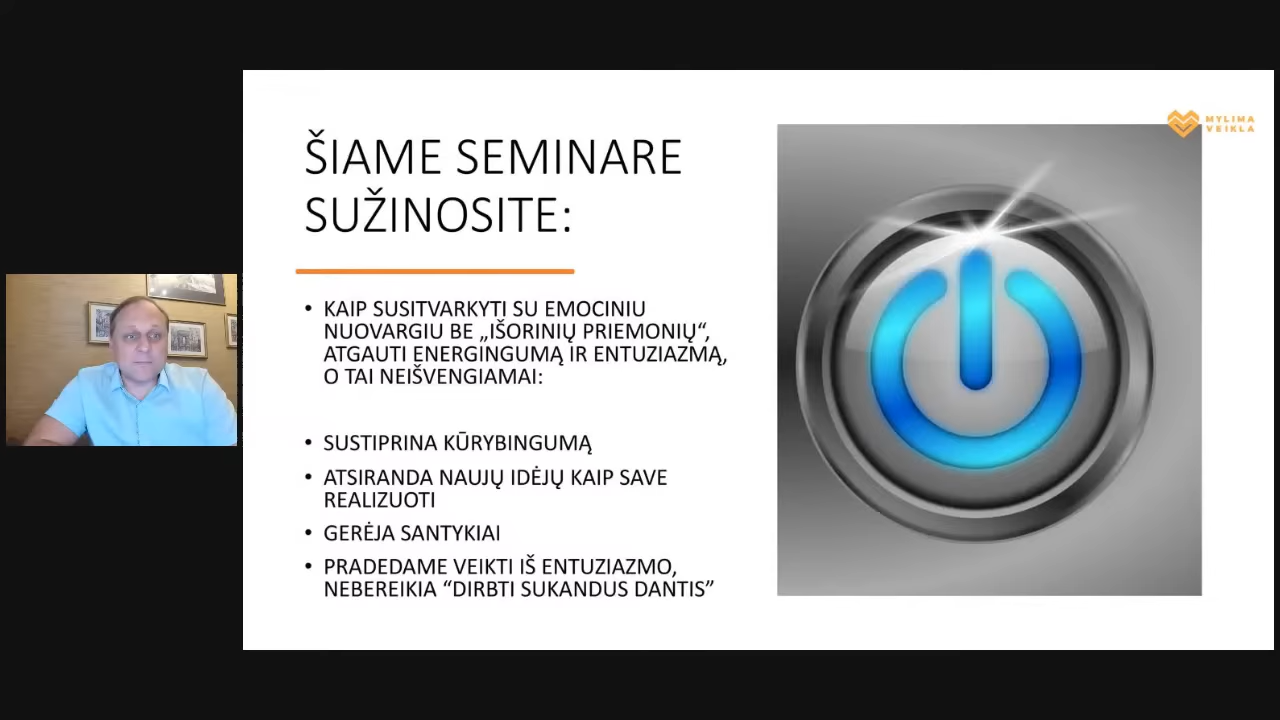 ŠIAME SEMINARE
SUŽINOSITE:
• KAIP SUSITVARKYTI SU EMOCINIU
NUOVARGIU BE „IŠORINIŲ PRIEMONIŲ“,
ATGAUTI ENERGINGUMĄ IR ENTUZIAZMĄ,
O TAI NEIŠVENGIAMAI:
• SUSTIPRINA KŪRYBINGUMĄ
• ATSIRANDA NAUJŲ IDĖJŲ KAIP SAVE
REALIZUOTI
• GERĖJA SANTYKIAI
• PRADEDAME VEIKTI IŠ ENTUZIAZMO,
NEBEREIKIA “DIRBTI SUKANDUS DANTIS”
MYLIMA
VEIKLA